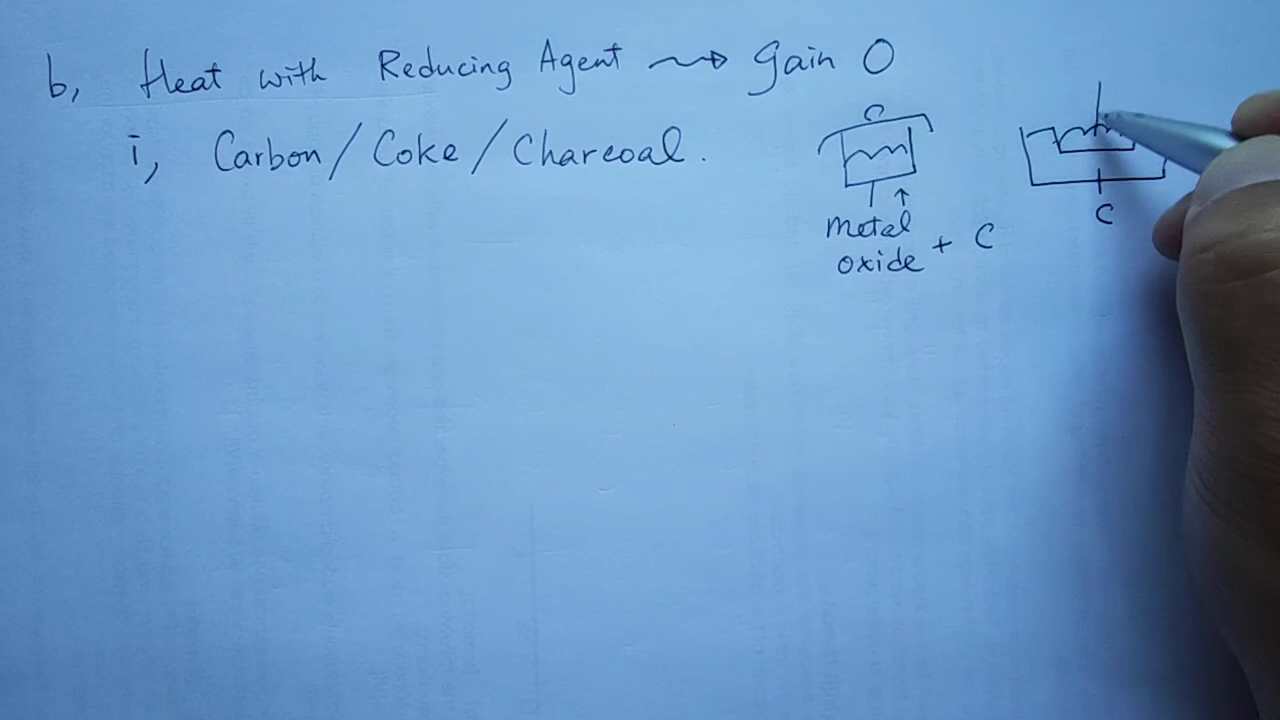 b, Heat with Reducing Agent ⇝ gain O
i, Carbon / Coke / Charcoal.
metal
oxide + C
C